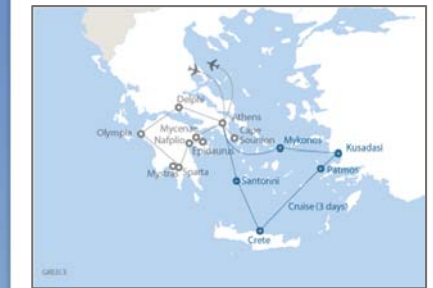 Delphi
Athens
Olympia
Mycenae
Nafplio
Epidaurus
Cape
Sounion
Mykonos
Kusadasi
Mystras
Sparta
Santorini
Patmos
Cruise (3 days)
Crete
GREECE